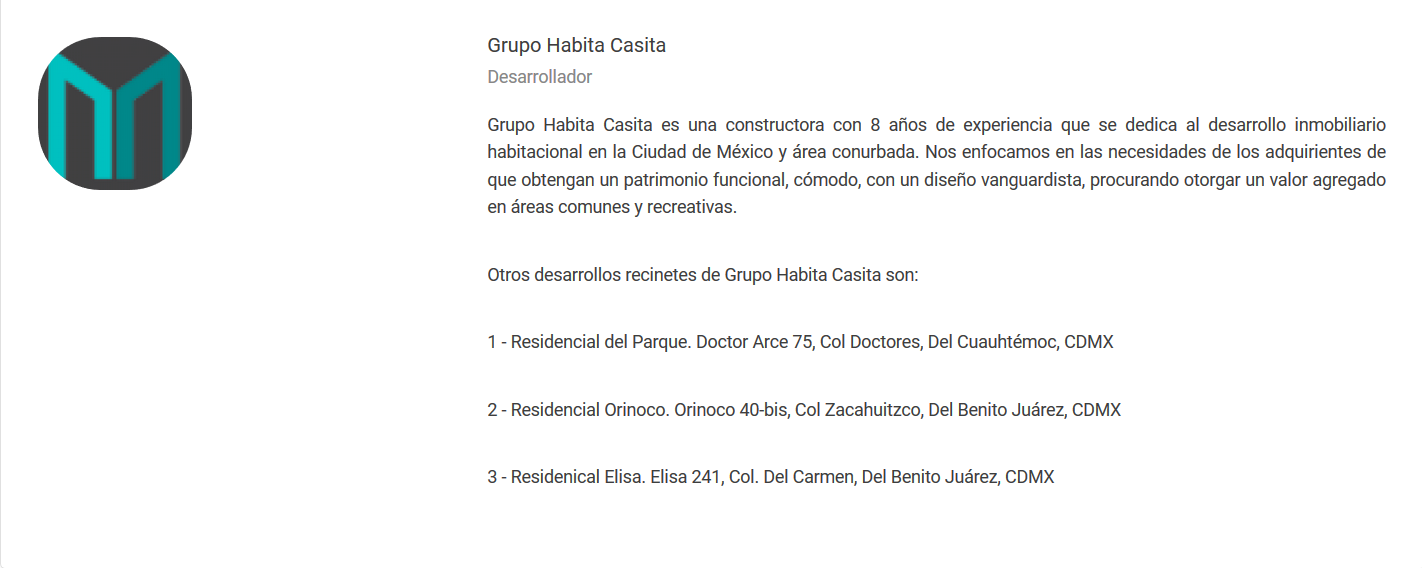 Grupo Habita Casita
Desarrollador
Grupo Habita Casita es una constructora con 8 años de experiencia que se dedica al desarrollo inmobiliario
habitacional en la Ciudad de México y área conurbada. Nos enfocamos en las necesidades de los adquirientes de
que obtengan un patrimonio funcional, cómodo, con un diseño vanguardista, procurando otorgar un valor agregado
en áreas comunes y recreativas.
Otros desarrollos recinetes de Grupo Habita Casita son:
1 - Residencial del Parque. Doctor Arce 75, Col Doctores, Del Cuauhtémoc, CDMX
2 - Residencial Orinoco. Orinoco 40-bis, Col Zacahuitzco, Del Benito Juárez, CDMX
3 - Residenical Elisa. Elisa 241, Col. Del Carmen, Del Benito Juárez, CDMX